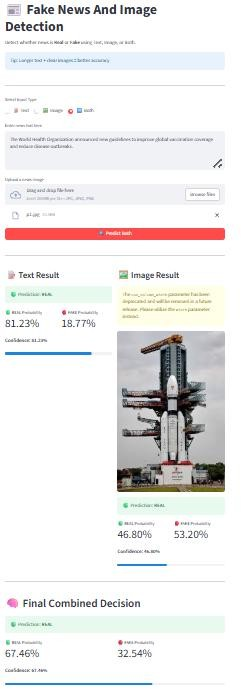 Fake News And Image
Detection
Detect whether news is Real or Fake using Text, Image, or Both.
Tip: Longer text + clear images = better accuracy
Select Input Type
Text Image Both
Enter news text here
The World Health Organization announced new guidelines to improve global vaccination coverage
and reduce disease outbreaks.
Upload a news image
Drag and drop file here
Limit 200MB per file • JPG, JPEG, PNG
Browse files
Predict Both
Text Result
Prediction: REAL
REAL Probability
FAKE Probability
81.23%
18.77%
Confidence: 81.23%
Image Result
The parameter has been
deprecated and will be removed in a future
release. Please utilize the parameter
instead.
Prediction: REAL
REAL Probability
FAKE Probability
46.80%
53.20%
Confidence: 46.80%
Final Combined Decision
Prediction: REAL
REAL Probability
FAKE Probability
67.46%
32.54%
Confidence: 67.46%